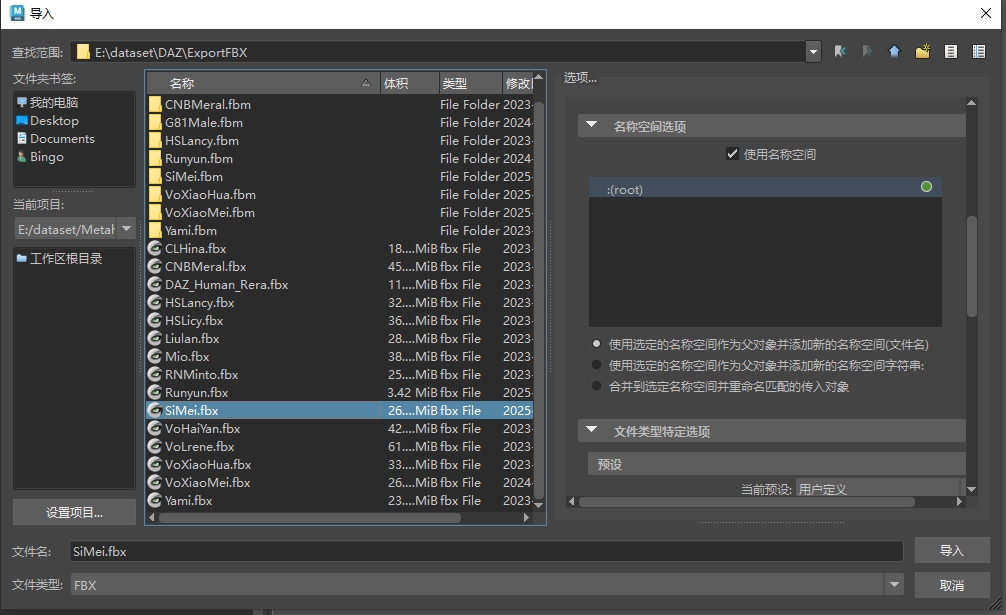 导入
查找范围: E:\dataset\DAZ\ExportFBX
文件夹书签:
我的电脑
Desktop
Documents
Bingo
当前项目:
E:/dataset/Metal
工作区根目录
设置项目...
名称 体积 类型 修改
CNBMeral.fbm File Folder 2023-
G81Male.fbm File Folder 2024-
HSLancy.fbm File Folder 2023-
Runyun.fbm File Folder 2023-
SiMei.fbm File Folder 2025-
VoXiaoHua.fbm File Folder 2025-
VoXiaoMei.fbm File Folder 2025-
Yami.fbm File Folder 2023-
CLHina.fbx 18....MiB fbx File 2023-
CNBMeral.fbx 45....MiB fbx File 2023-
DAZ_Human_Rera.fbx 11....MiB fbx File 2023-
HSLancy.fbx 32....MiB fbx File 2023-
HSLicy.fbx 36....MiB fbx File 2023-
Liulan.fbx 28....MiB fbx File 2023-
Mio.fbx 38....MiB fbx File 2023-
RNMinto.fbx 25....MiB fbx File 2023-
Runyun.fbx 3.42 MiB fbx File 2025-
SiMei.fbx 26....MiB fbx File 2025-
VoHaiYan.fbx 42....MiB fbx File 2023-
VoLrene.fbx 61....MiB fbx File 2023-
VoXiaoHua.fbx 33....MiB fbx File 2023-
VoXiaoMei.fbx 26....MiB fbx File 2024-
Yami.fbx 23....MiB fbx File 2023-
选项...
名称空间选项
使用名称空间
:(root)
使用选定的名称空间作为父对象并添加新的名称空间(文件名)
使用选定的名称空间作为父对象并添加新的名称空间字符串:
合并到选定名称空间并重命名匹配的传入对象
文件类型特定选项
预设
当前预设: 用户定义
文件名: SiMei.fbx
导入
文件类型: FBX
取消